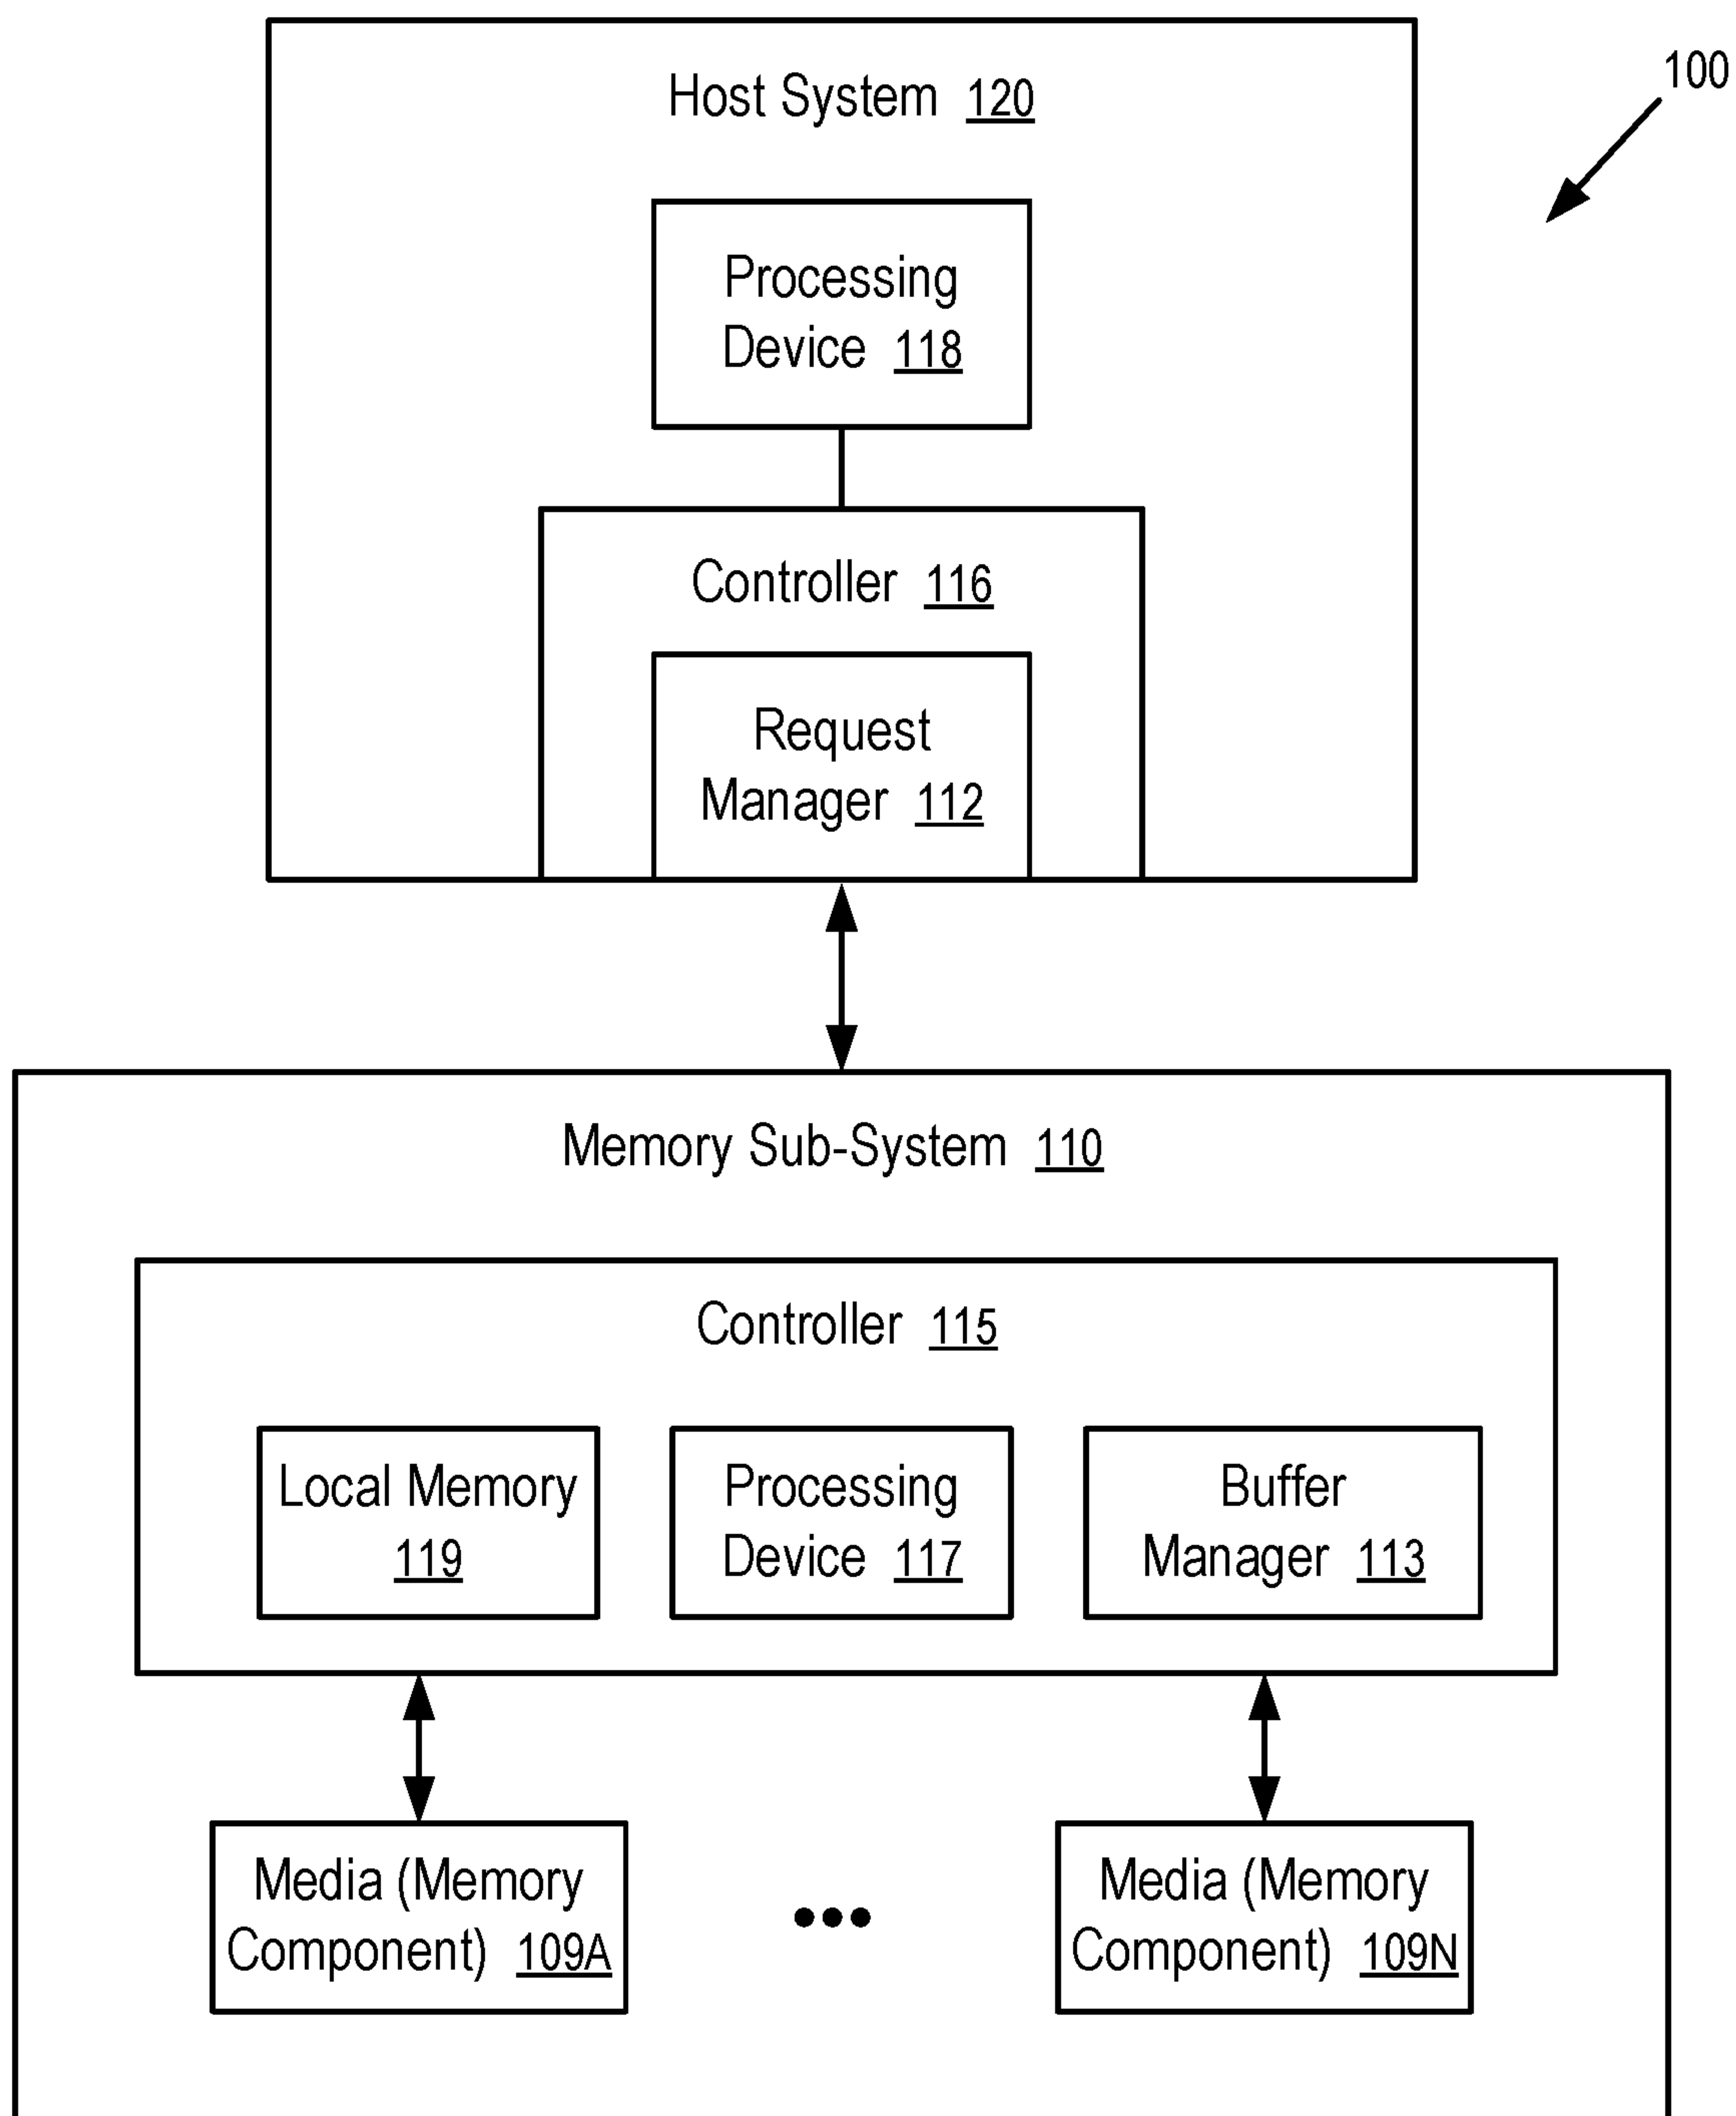 100
Host System 120
Processing
Device 118
Controller 116
Request
Manager 112
Memory Sub-System 110
Controller 115
Local Memory
119
Processing
Device 117
Buffer
Manager 113
Media (Memory
Component) 109A
Media (Memory
Component) 109N